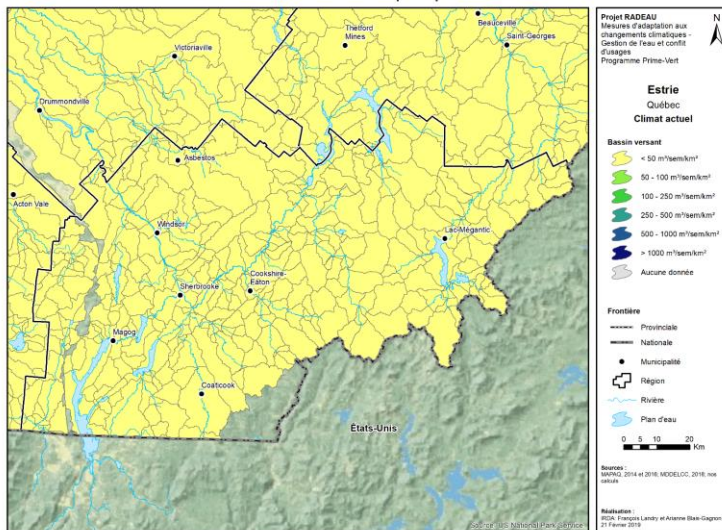 Beauceville
Thetford
Mines
Saint-Georges
Victoriaville
Drummondville
Asbestos
Acton Vale
Windsor
Lac-Mégantic
Cookshire-
Eaton
Sherbrooke
Magog
Coaticook
États-Unis
Source: US National Park Service
Projet RADEAU
Mesures d'adaptation aux
changements climatiques -
Gestion de l'eau et conflit
d'usages
Programme Prime-Vert
N
Estrie
Québec
Climat actuel
Bassin versant
< 50 m³/sem/km²
50 - 100 m³/sem/km²
100 - 250 m³/sem/km²
250 - 500 m³/sem/km²
500 - 1000 m³/sem/km²
> 1000 m³/sem/km²
Aucune donnée
Frontière
Provinciale
Nationale
Municipalité
Région
Rivière
Plan d'eau
0 5 10 20
Km
Sources :
MAPAQ, 2014 et 2016; MDDELCC, 2016; nos
calculs
Réalisation :
IRDA: François Landry et Arianne Blais-Gagnon
21 Février 2019